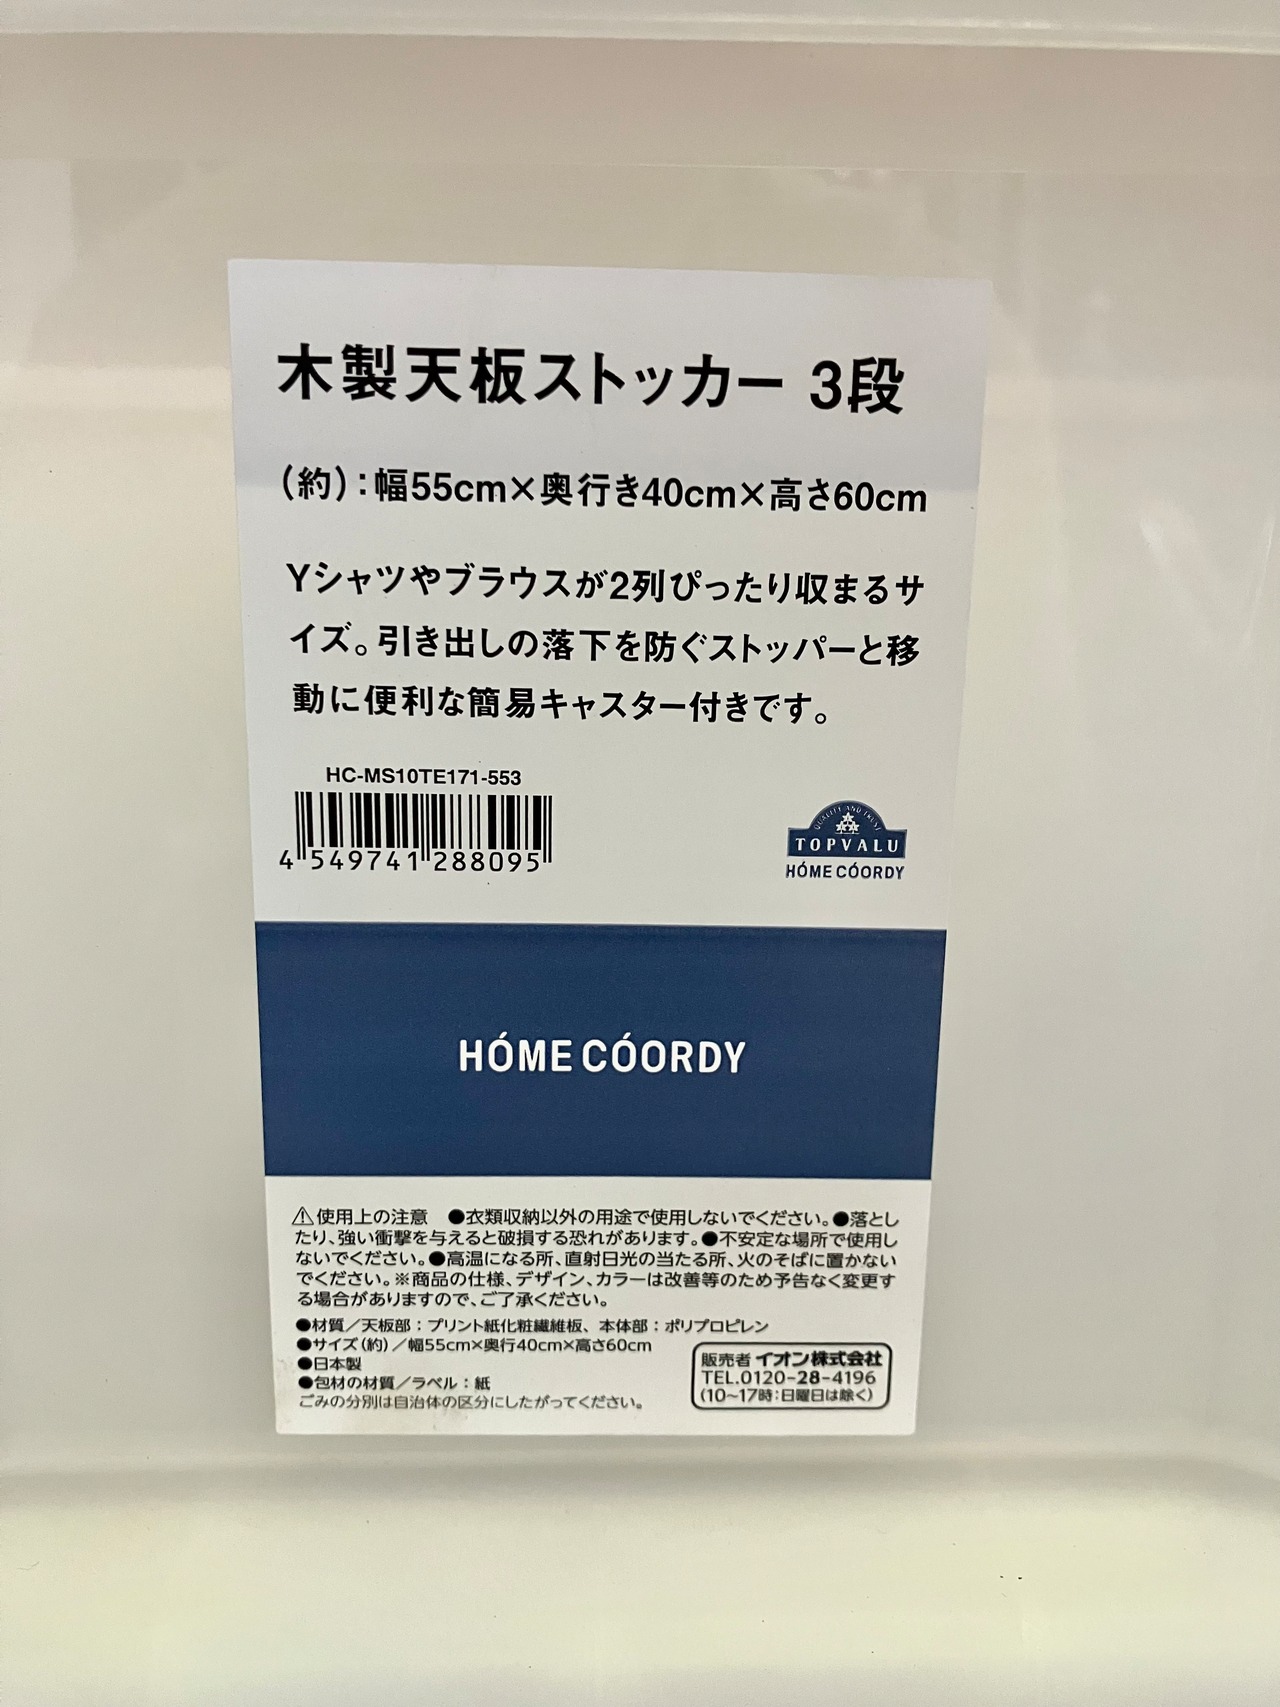 木製天板ストッカー 3段
（約）：幅55cm×奥行き40cm×高さ60cm
Yシャツやブラウスが2列ぴったり収まるサ
イズ。引き出しの落下を防ぐストッパーと移
動に便利な簡易キャスター付きです。
HC-MS10TE171-553
4 549741 288095
QUALITY AND TRUST
TOPVALU
HÓME CÓORDY
HÓME CÓORDY
⚠使用上の注意 ●衣類収納以外の用途で使用しないでください。●落とし
たり、強い衝撃を与えると破損する恐れがあります。●不安定な場所で使用し
ないでください。●高温になる所、直射日光の当たる所、火のそばに置かない
でください。※商品の仕様、デザイン、カラーは改善等のため予告なく変更す
る場合がありますので、ご了承ください。
●材質／天板部：プリント紙化粧繊維板、本体部：ポリプロピレン
●サイズ（約）／幅55cm×奥行40cm×高さ60cm
●日本製
●包材の材質／ラベル：紙
ごみの分別は自治体の区分にしたがってください。
販売者 イオン株式会社
TEL.0120-28-4196
（10〜17時：日曜日は除く）